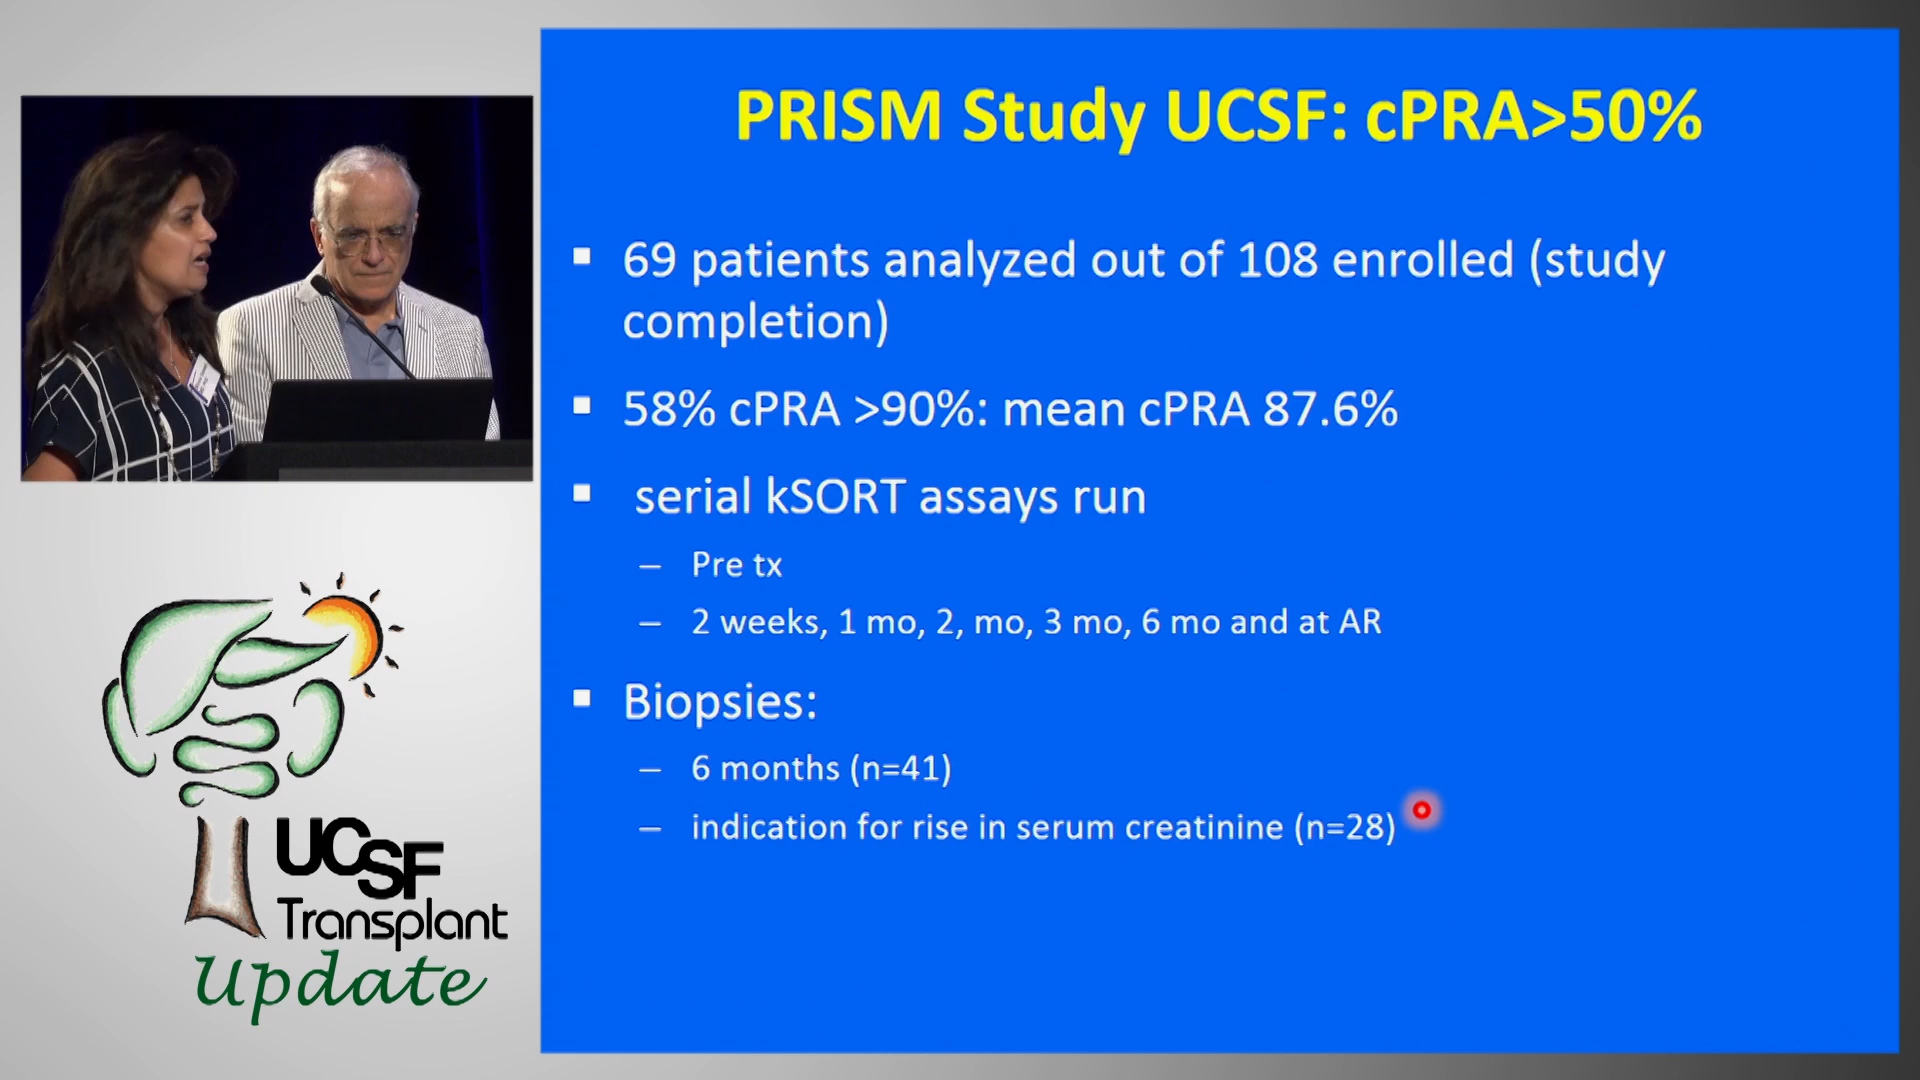 PRISM Study UCSF: cPRA>50%
▪ 69 patients analyzed out of 108 enrolled (study
completion)
▪ 58% cPRA >90%: mean cPRA 87.6%
▪ serial kSORT assays run
– Pre tx
– 2 weeks, 1 mo, 2, mo, 3 mo, 6 mo and at AR
▪ Biopsies:
– 6 months (n=41)
– indication for rise in serum creatinine (n=28)
UCSF
Transplant
Update